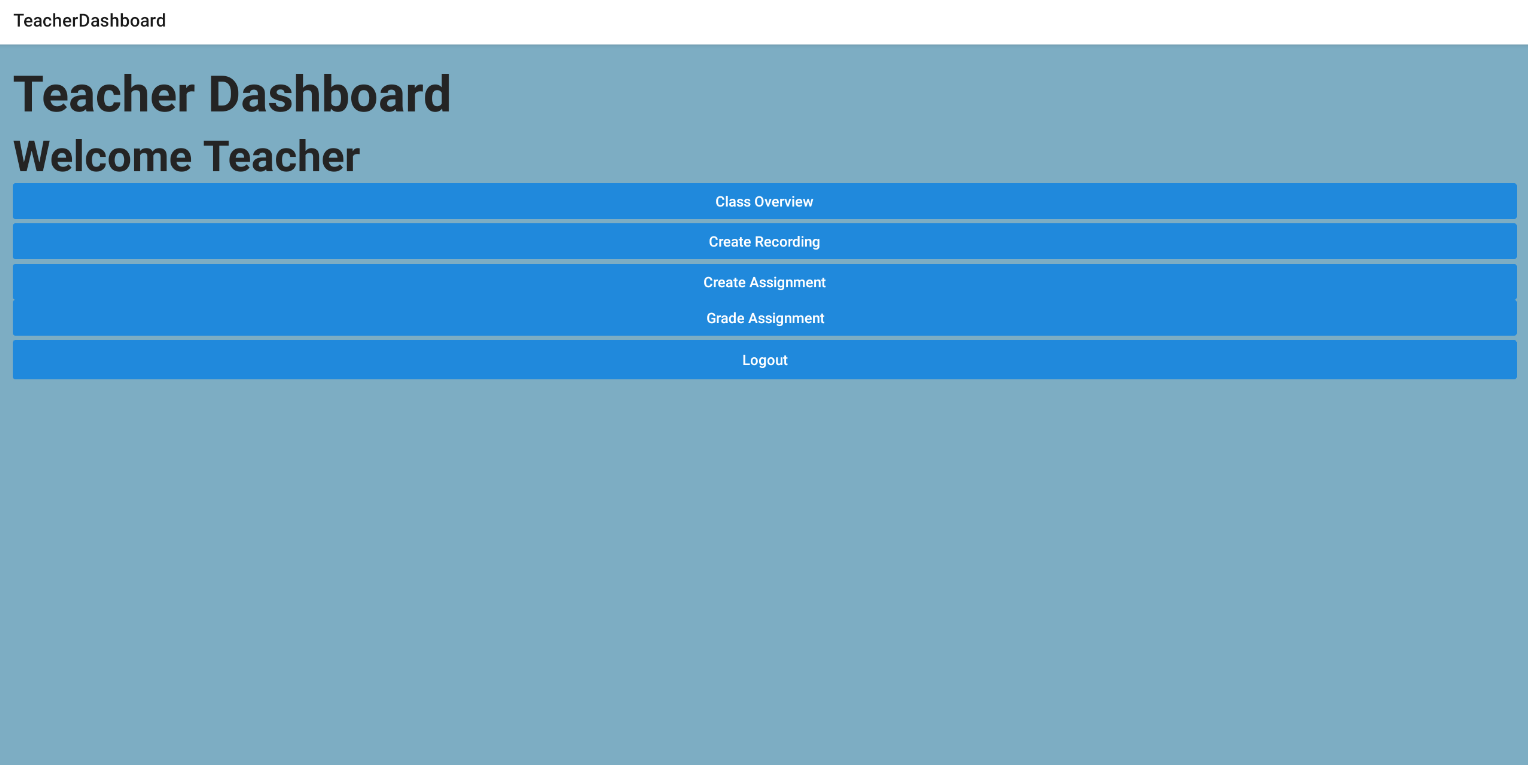 TeacherDashboard
Teacher Dashboard
Welcome Teacher
Class Overview
Create Recording
Create Assignment
Grade Assignment
Logout